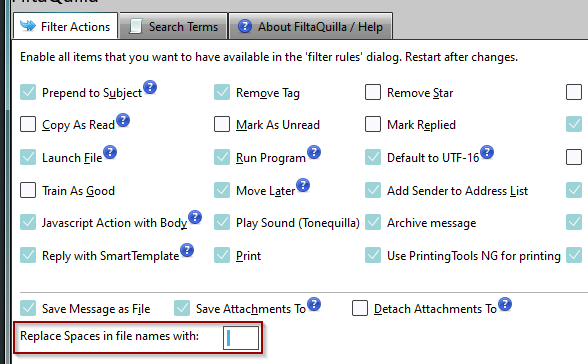 Filter Actions Search Terms ? About FiltaQuilla / Help
Enable all items that you want to have available in the 'filter rules' dialog. Restart after changes.
Prepend to Subject ? Remove Tag Remove Star
Copy As Read ? Mark As Unread Mark Replied
Launch File ? Run Program ? Default to UTF-16 ?
Train As Good Move Later ? Add Sender to Address List
Javascript Action with Body ? Play Sound (Tonequilla) Archive message
Reply with SmartTemplate ? Print Use PrintingTools NG for printing
Save Message as File Save Attachments To ? Detach Attachments To ?
Replace Spaces in file names with: